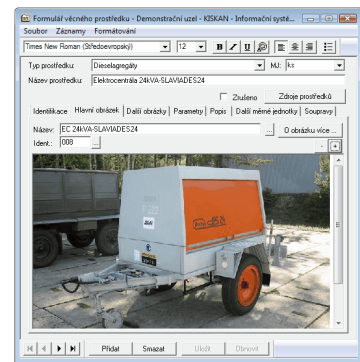 Formulář věcného prostředku - Demonstrační uzel - KISKAN - Informační systé...
Soubor Záznamy Formátování
Times New Roman (Středoevropský) 12 B Z U
Typ prostředku: Dieselagregáty MJ: ks
Název prostředku: Elektrocentrála 24kVA-SLAVIADES24
Zrušeno Zdroje prostředků
Identifikace Hlavní obrázek Další obrázky Parametry Popis Další měrné jednotky Soupravy
Název: EC 24kVA-SLAVIADES24 ... O obrázku více ...
Ident.: 008 ... - +
Přidat Smazat Uložit Obnovit